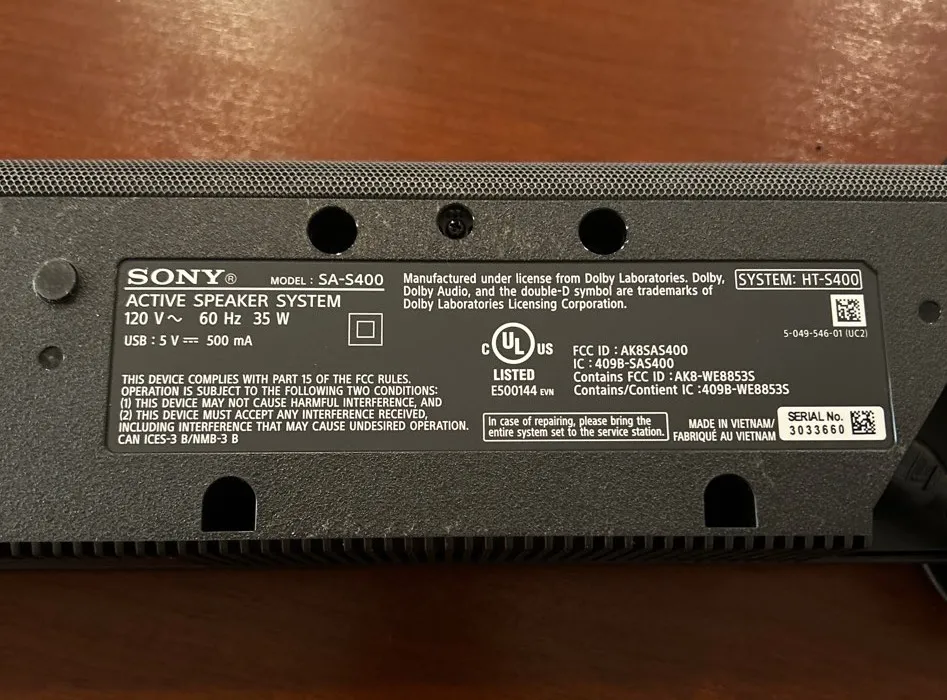 SONY® MODEL : SA-S400
ACTIVE SPEAKER SYSTEM
120 V ~ 60 Hz 35 W
USB : 5 V ⎓ 500 mA
THIS DEVICE COMPLIES WITH PART 15 OF THE FCC RULES.
OPERATION IS SUBJECT TO THE FOLLOWING TWO CONDITIONS:
(1) THIS DEVICE MAY NOT CAUSE HARMFUL INTERFERENCE, AND
(2) THIS DEVICE MUST ACCEPT ANY INTERFERENCE RECEIVED,
INCLUDING INTERFERENCE THAT MAY CAUSE UNDESIRED OPERATION.
CAN ICES-3 B/NMB-3 B
Manufactured under license from Dolby Laboratories. Dolby,
Dolby Audio, and the double-D symbol are trademarks of
Dolby Laboratories Licensing Corporation.
SYSTEM: HT-S400
5-049-546-01 (UC2)
C UL US
LISTED
E500144 EVN
FCC ID : AK8SAS400
IC : 409B-SAS400
Contains FCC ID : AK8-WE8853S
Contains/Contient IC :409B-WE8853S
In case of repairing, please bring the
entire system set to the service station.
MADE IN VIETNAM/
FABRIQUÉ AU VIETNAM
SERIAL No.
3033660